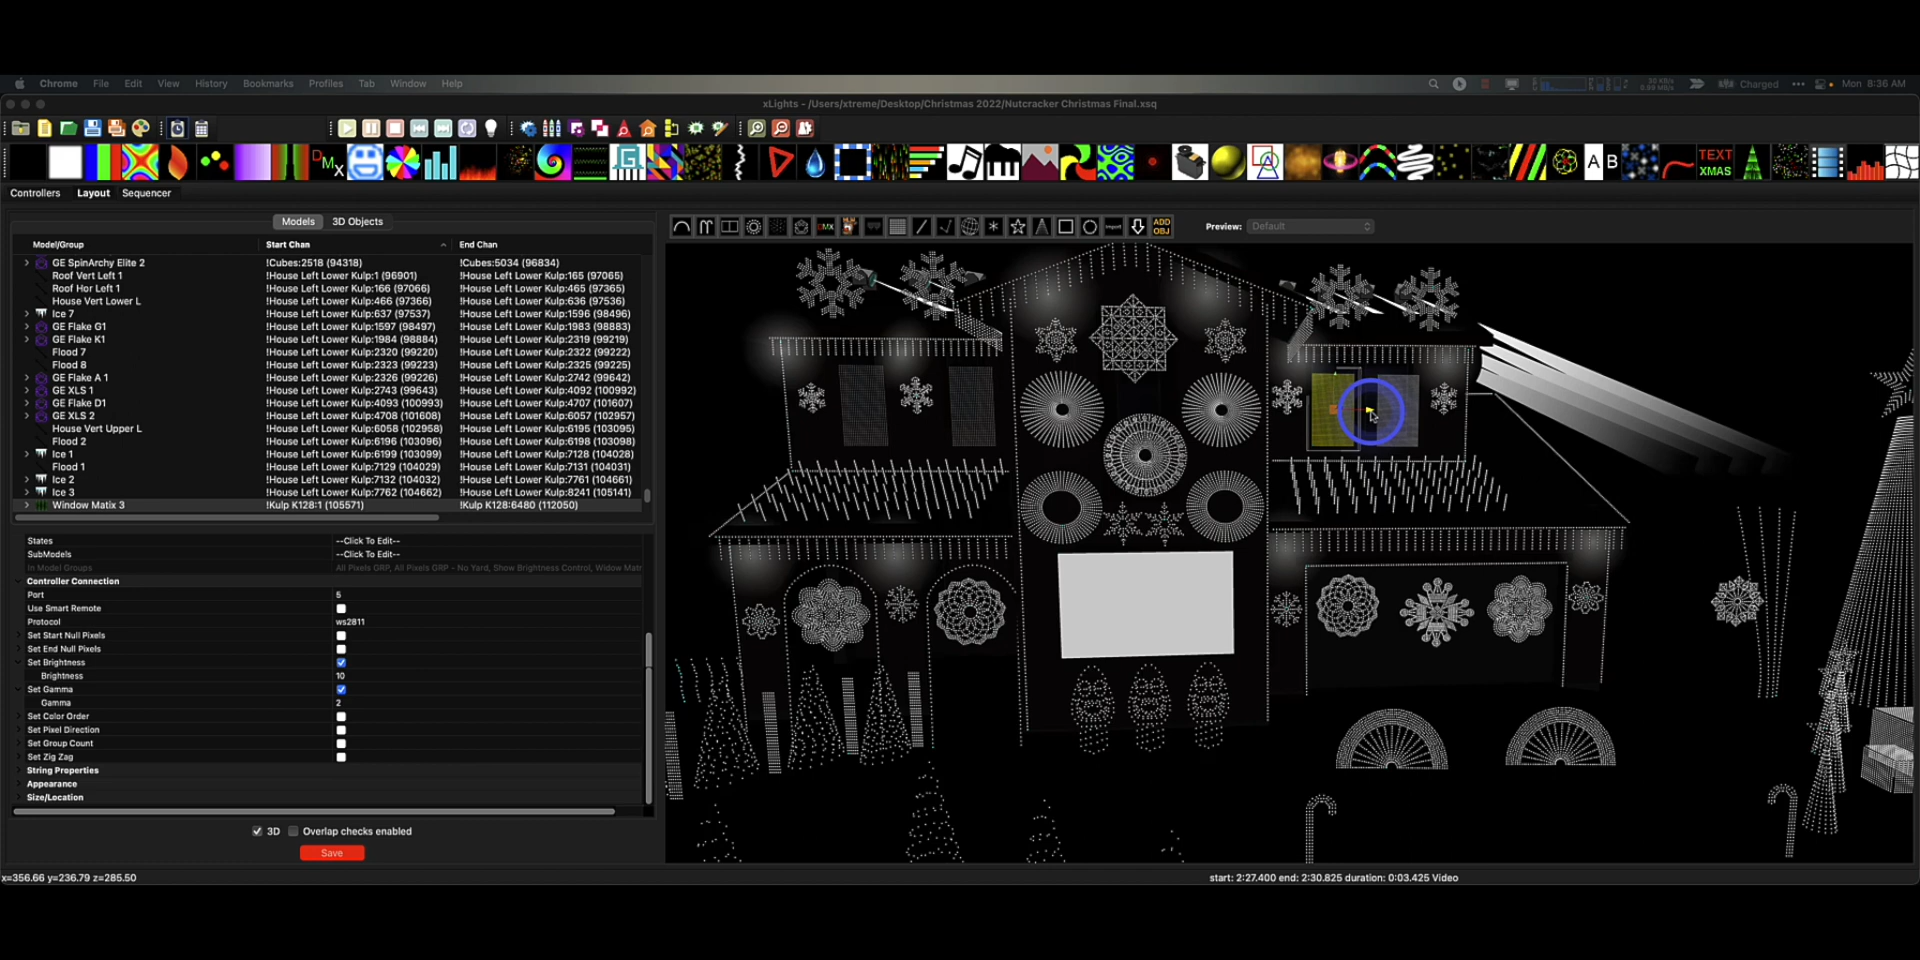 Chrome File Edit View History Bookmarks Profiles Tab Window Help Charged Mon 8:36 AM
xLights - /Users/xtreme/Desktop/Christmas 2022/Nutcracker Christmas Final.xsq
DMx A B TEXT XMAS
Controllers Layout Sequencer
Models 3D Objects
DMX ADD OBJ Preview: Default
Model/Group Start Chan End Chan
GE SpinArchy Elite 2 !Cubes:2518 (94318) !Cubes:5034 (96834)
Roof Vert Left 1 !House Left Lower Kulp:1 (96901) !House Left Lower Kulp:165 (97065)
Roof Hor Left 1 !House Left Lower Kulp:166 (97066) !House Left Lower Kulp:465 (97365)
House Vert Lower L !House Left Lower Kulp:466 (97366) !House Left Lower Kulp:636 (97536)
Ice 7 !House Left Lower Kulp:637 (97537) !House Left Lower Kulp:1596 (98496)
GE Flake G1 !House Left Lower Kulp:1597 (98497) !House Left Lower Kulp:1983 (98883)
GE Flake K1 !House Left Lower Kulp:1984 (98884) !House Left Lower Kulp:2319 (99219)
Flood 7 !House Left Lower Kulp:2320 (99220) !House Left Lower Kulp:2322 (99222)
Flood 8 !House Left Lower Kulp:2323 (99223) !House Left Lower Kulp:2325 (99225)
GE Flake A 1 !House Left Lower Kulp:2326 (99226) !House Left Lower Kulp:2742 (99642)
GE XLS 1 !House Left Lower Kulp:2743 (99643) !House Left Lower Kulp:4092 (100992)
GE Flake D1 !House Left Lower Kulp:4093 (100993) !House Left Lower Kulp:4707 (101607)
GE XLS 2 !House Left Lower Kulp:4708 (101608) !House Left Lower Kulp:6057 (102957)
House Vert Upper L !House Left Lower Kulp:6058 (102958) !House Left Lower Kulp:6195 (103095)
Flood 2 !House Left Lower Kulp:6196 (103096) !House Left Lower Kulp:6198 (103098)
Ice 1 !House Left Lower Kulp:6199 (103099) !House Left Lower Kulp:7128 (104028)
Flood 1 !House Left Lower Kulp:7129 (104029) !House Left Lower Kulp:7131 (104031)
Ice 2 !House Left Lower Kulp:7132 (104032) !House Left Lower Kulp:7761 (104661)
Ice 3 !House Left Lower Kulp:7762 (104662) !House Left Lower Kulp:8241 (105141)
Window Matix 3 !Kulp K128:1 (105571) !Kulp K128:6480 (112050)
States --Click To Edit--
SubModels --Click To Edit--
In Model Groups All Pixels GRP, All Pixels GRP - No Yard, Show Brightness Control, Widow Matr
Controller Connection
Port 5
Use Smart Remote
Protocol ws2811
Set Start Null Pixels
Set End Null Pixels
Set Brightness
Brightness 10
Set Gamma
Gamma 2
Set Color Order
Set Pixel Direction
Set Group Count
Set Zig Zag
String Properties
Appearance
Size/Location
3D Overlap checks enabled
Save
x=356.66 y=236.79 z=285.50 start: 2:27.400 end: 2:30.825 duration: 0:03.425 Video